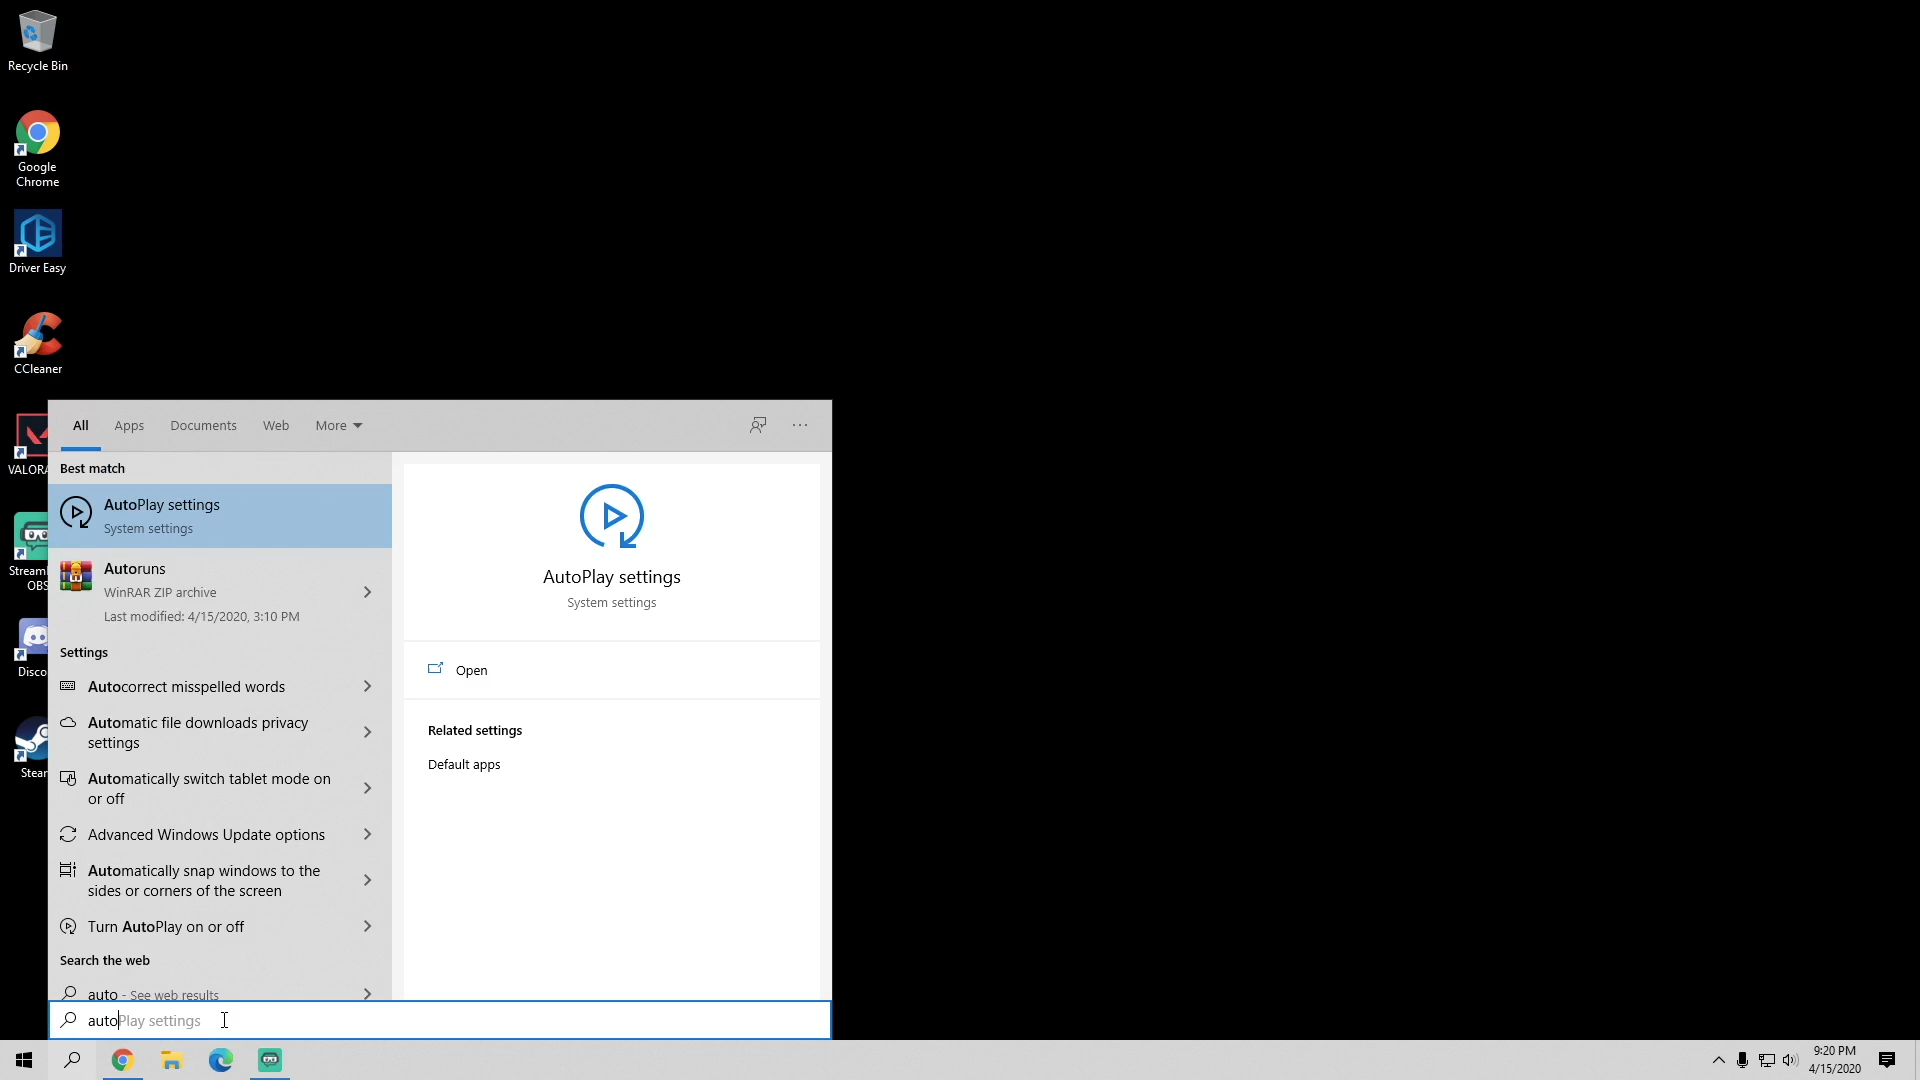 Recycle Bin
Google
Chrome
Driver Easy
CCleaner
VALORA
Stream
OBS
Disco
Stear
All
Apps
Documents
Web
More
Best match
AutoPlay settings
System settings
Autoruns
WinRAR ZIP archive
Last modified: 4/15/2020, 3:10 PM
Settings
Autocorrect misspelled words
Automatic file downloads privacy
settings
Automatically switch tablet mode on
or off
Advanced Windows Update options
Automatically snap windows to the
sides or corners of the screen
Turn AutoPlay on or off
Search the web
auto - See web results
AutoPlay settings
System settings
Open
Related settings
Default apps
autoPlay settings
9:20 PM
4/15/2020